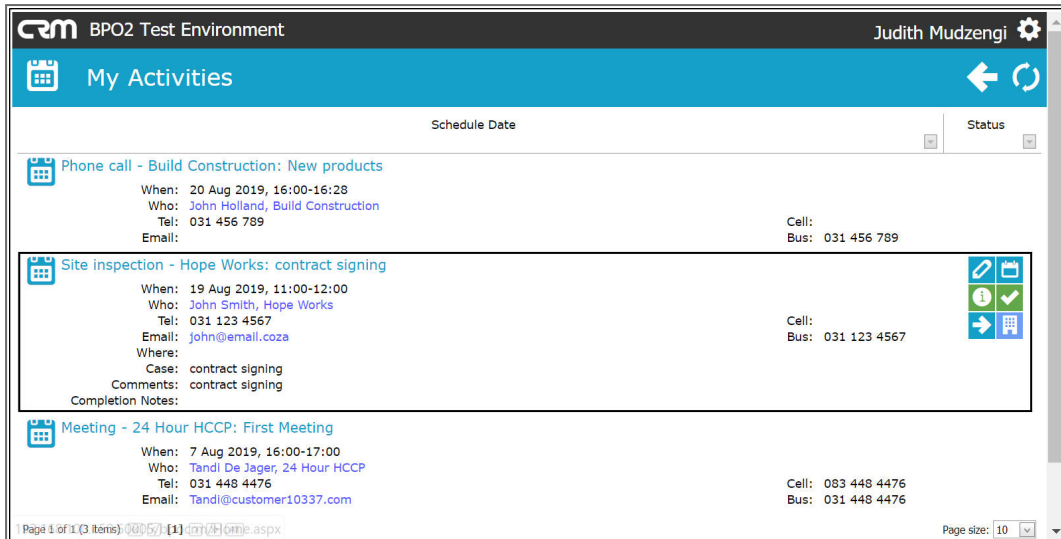 CRM BPO2 Test Environment Judith Mudzengi
My Activities
Schedule Date Status
Phone call - Build Construction: New products
When: 20 Aug 2019, 16:00-16:28
Who: John Holland, Build Construction
Tel: 031 456 789 Cell:
Email: Bus: 031 456 789
Site inspection - Hope Works: contract signing
When: 19 Aug 2019, 11:00-12:00
Who: John Smith, Hope Works
Tel: 031 123 4567 Cell:
Email: john@email.coza Bus: 031 123 4567
Where:
Case: contract signing
Comments: contract signing
Completion Notes:
Meeting - 24 Hour HCCP: First Meeting
When: 7 Aug 2019, 16:00-17:00
Who: Tandi De Jager, 24 Hour HCCP
Tel: 031 448 4476 Cell: 083 448 4476
Email: Tandi@customer10337.com Bus: 031 448 4476
Page 1 of 1 (3 items) [1] Page size: 10